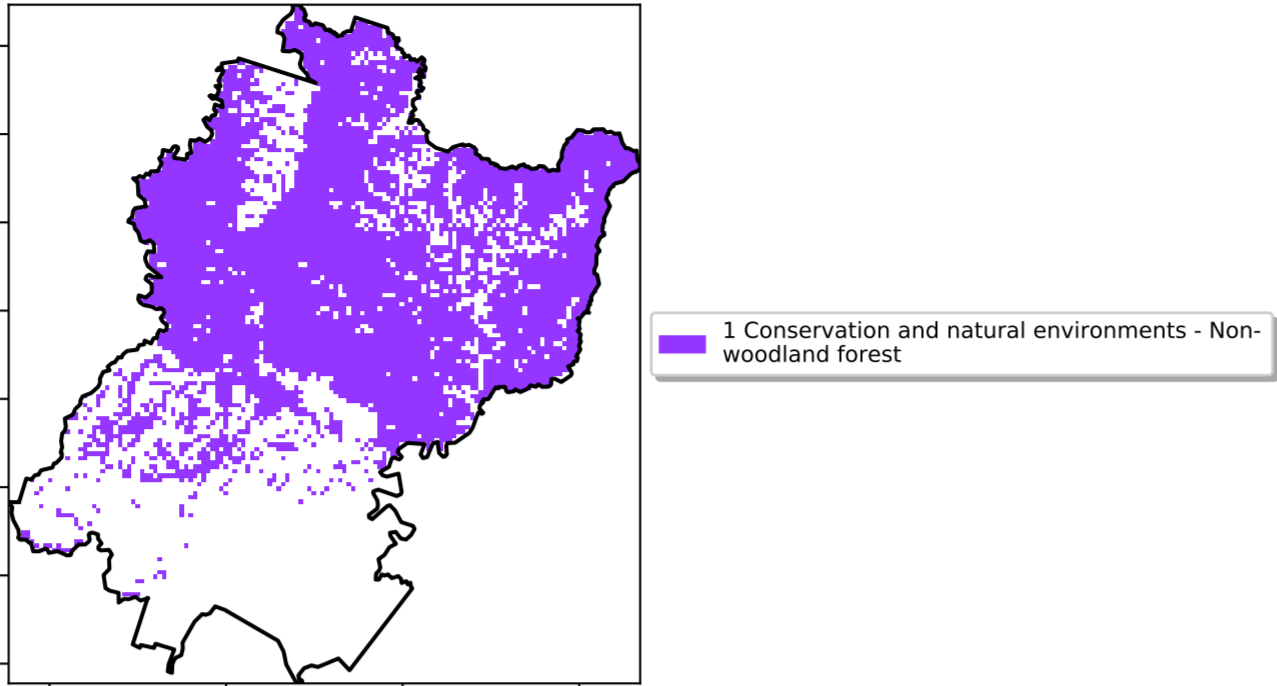 1 Conservation and natural environments - Non-
woodland forest